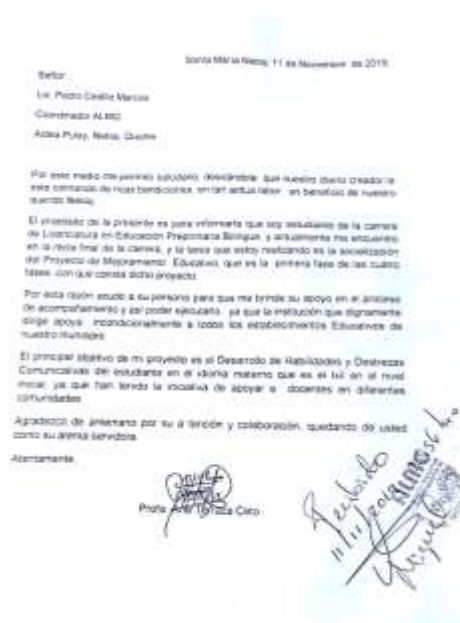 Santa María Nebaj, 11 de Noviembre de 2019
Señor
Lic. Pedro Marcos
Coordinador ALMG
Aldea Pulay, Nebaj, Quiché
Por este medio me permito saludarlo, deseándole que nuestro divino creador le
este colmando de ricas bendiciones en tan ardua labor en beneficio de nuestro
querido Nebaj.
El propósito de la presente es para informarle que soy estudiante de la carrera
de Licenciatura en Educación Preprimaria Bilingüe y actualmente me encuentro
en la recta final de la carrera, y la tarea que estoy realizando es la socialización
del Proyecto de Mejoramiento Educativo, que es la primera fase de las cuatro
fases con que consta dicho proyecto.
Por esta razón acudo a su persona para que me brinde su apoyo en el proceso
de acompañamiento y así poder ejecutarlo, ya que la institución que dignamente
dirige apoya incondicionalmente a todos los establecimientos Educativos de
nuestro municipio.
El principal objetivo de mi proyecto es el Desarrollo de Habilidades y Destrezas
Comunicativas del estudiante en el idioma materno que es el Ixil en el nivel
inicial, ya que han tenido la iniciativa de apoyar a docentes en diferentes
comunidades
Agradezco de antemano por su a tención y colaboración, quedando de usted
como su atenta servidora.
Atentamente,
Profa. Ana Ceto
Recibido
11/11/2019